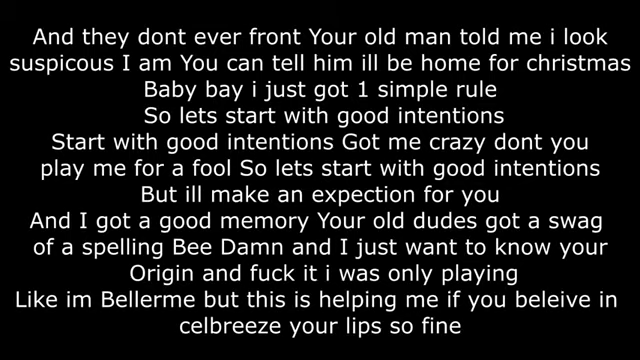 And they dont ever front Your old man told me i look
suspicous I am You can tell him ill be home for christmas
Baby bay i just got 1 simple rule
So lets start with good intentions
Start with good intentions Got me crazy dont you
play me for a fool So lets start with good intentions
But ill make an expection for you
And I got a good memory Your old dudes got a swag
of a spelling Bee Damn and I just want to know your
Origin and fuck it i was only playing
Like im Bellerme but this is helping me if you beleive in
celbreeze your lips so fine